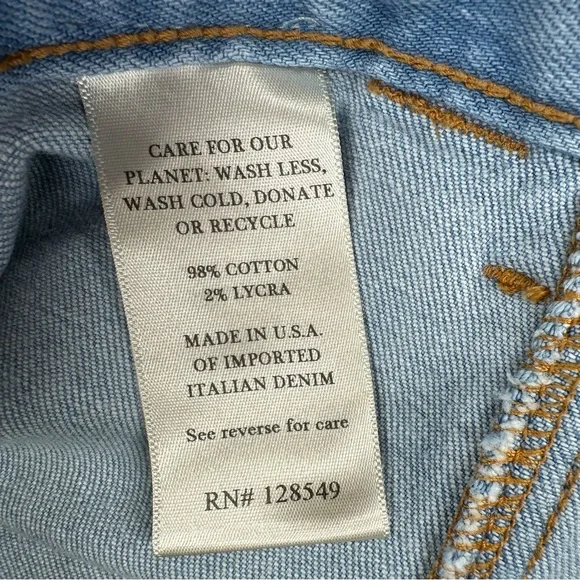 CARE FOR OUR
PLANET: WASH LESS,
WASH COLD, DONATE
OR RECYCLE
98% COTTON
2% LYCRA
MADE IN U.S.A.
OF IMPORTED
ITALIAN DENIM
See reverse for care
RN# 128549